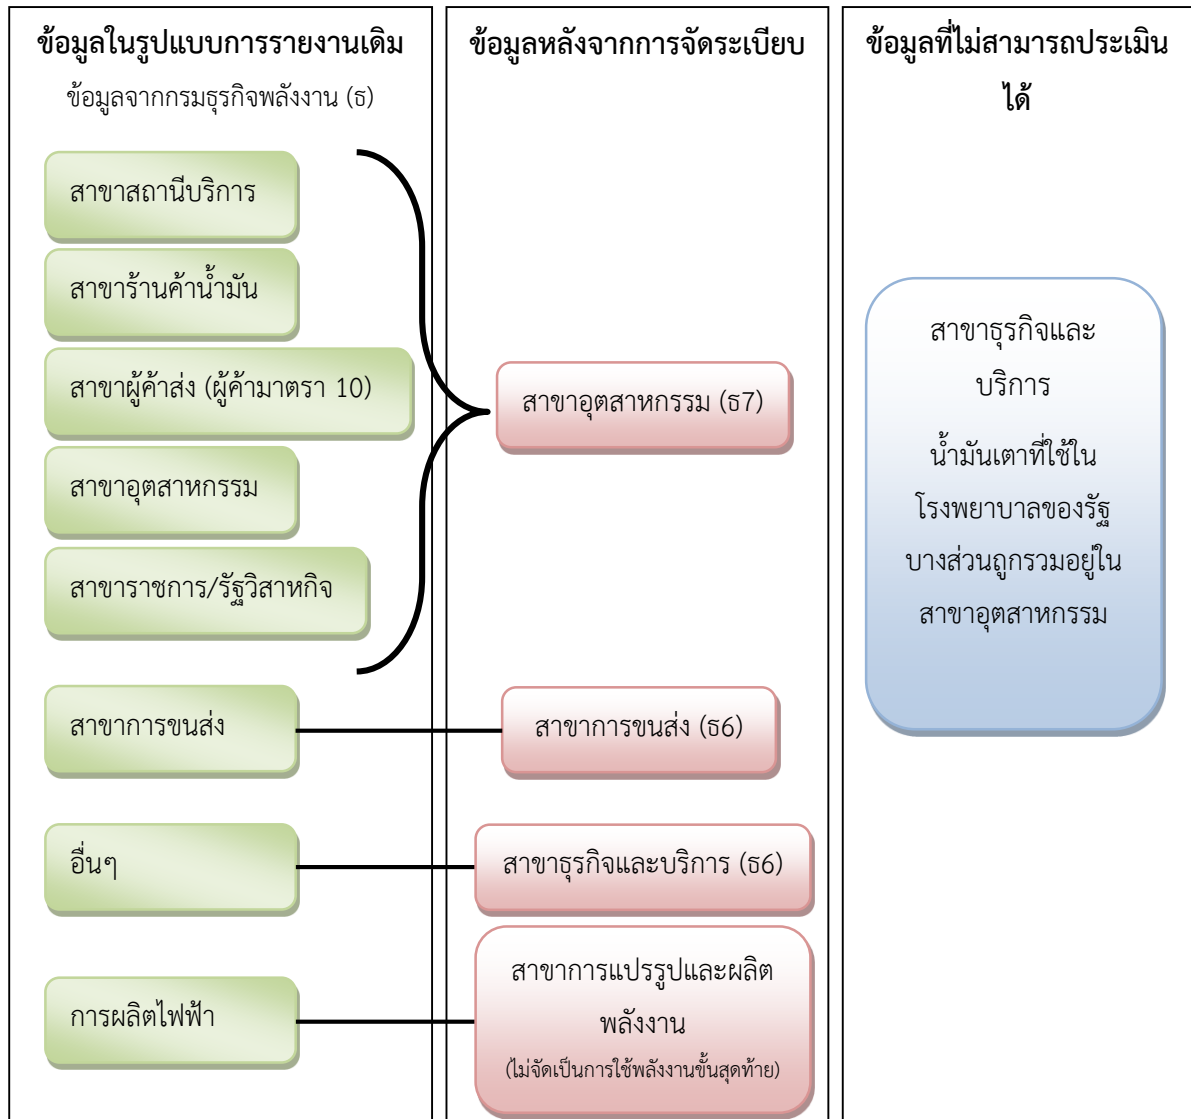 ข้อมูลในรูปแบบการรายงานเดิม
ข้อมูลจากกรมธุรกิจพลังงาน (ธ)
สาขาสถานีบริการ
สาขาร้านค้าน้ำมัน
สาขาผู้ค้าส่ง (ผู้ค้ามาตรา 10)
สาขาอุตสาหกรรม
สาขาราชการ/รัฐวิสาหกิจ
สาขาการขนส่ง
อื่นๆ
การผลิตไฟฟ้า
ข้อมูลหลังจากการจัดระเบียบ
สาขาอุตสาหกรรม (ธ7)
สาขาการขนส่ง (ธ6)
สาขาธุรกิจและบริการ (ธ6)
สาขาการแปรรูปและผลิต
พลังงาน
(ไม่จัดเป็นการใช้พลังงานขั้นสุดท้าย)
ข้อมูลที่ไม่สามารถประเมิน
ได้
สาขาธุรกิจและ
บริการ
น้ำมันเตาที่ใช้ใน
โรงพยาบาลของรัฐ
บางส่วนถูกรวมอยู่ใน
สาขาอุตสาหกรรม